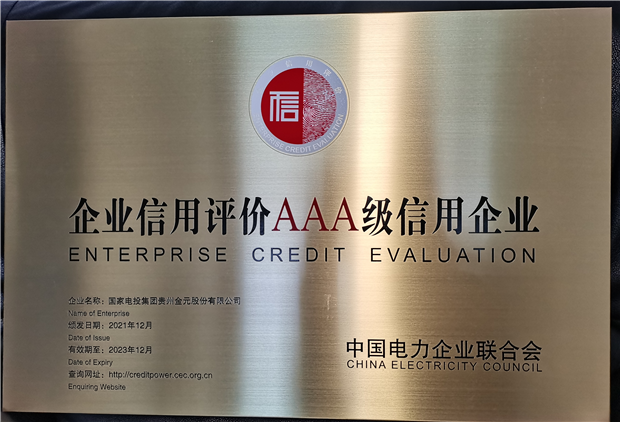 信
CREDIT EVALUATION
企业信用评价AAA级信用企业
ENTERPRISE CREDIT EVALUATION
企业名称：国家电投集团贵州金元股份有限公司
Name of Enterprise
颁发日期：2021年12月
Date of Issue
有效期至：2023年12月
Date of Expiry
查询网址：http://creditpower.cec.org.cn
Enquiring Website
中国电力企业联合会
CHINA ELECTRICITY COUNCIL